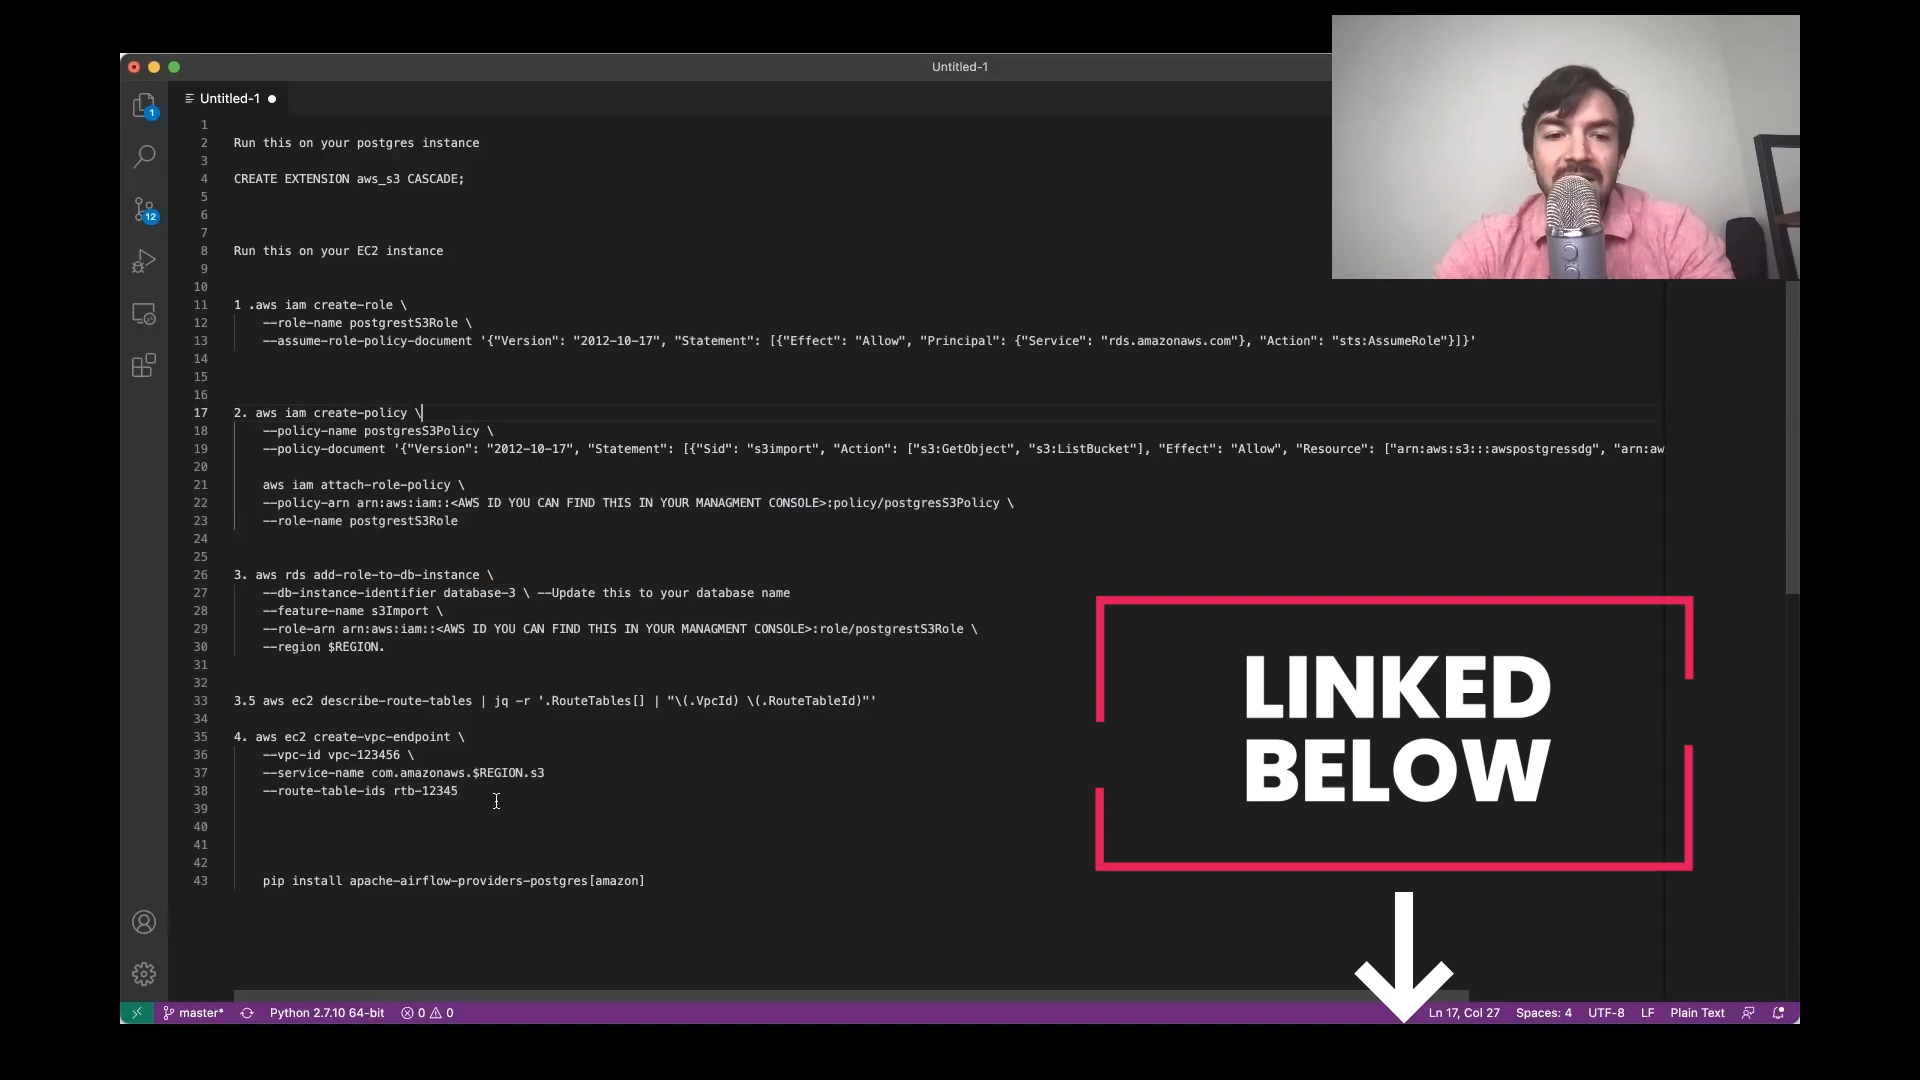 Untitled-1
Untitled-1
1
1
2 Run this on your postgres instance
3
4 CREATE EXTENSION aws_s3 CASCADE;
5
6
12
7
8 Run this on your EC2 instance
9
10
11 1 .aws iam create-role \
12 --role-name postgrestS3Role \
13 --assume-role-policy-document '{"Version": "2012-10-17", "Statement": [{"Effect": "Allow", "Principal": {"Service": "rds.amazonaws.com"}, "Action": "sts:AssumeRole"}]}'
14
15
16
17 2. aws iam create-policy \
18 --policy-name postgresS3Policy \
19 --policy-document '{"Version": "2012-10-17", "Statement": [{"Sid": "s3import", "Action": ["s3:GetObject", "s3:ListBucket"], "Effect": "Allow", "Resource": ["arn:aws:s3:::awspostgressdg", "arn:aw
20
21 aws iam attach-role-policy \
22 --policy-arn arn:aws:iam::<AWS ID YOU CAN FIND THIS IN YOUR MANAGMENT CONSOLE>:policy/postgresS3Policy \
23 --role-name postgrestS3Role
24
25
26 3. aws rds add-role-to-db-instance \
27 --db-instance-identifier database-3 \ --Update this to your database name
28 --feature-name s3Import \
29 --role-arn arn:aws:iam::<AWS ID YOU CAN FIND THIS IN YOUR MANAGMENT CONSOLE>:role/postgrestS3Role \
30 --region $REGION.
31
32
33 3.5 aws ec2 describe-route-tables | jq -r '.RouteTables[] | "\(.VpcId) \(.RouteTableId)"'
34
35 4. aws ec2 create-vpc-endpoint \
36 --vpc-id vpc-123456 \
37 --service-name com.amazonaws.$REGION.s3
38 --route-table-ids rtb-12345
39
40
41
42
43 pip install apache-airflow-providers-postgres[amazon]
LINKED
BELOW
master* Python 2.7.10 64-bit 0 0 Ln 17, Col 27 Spaces: 4 UTF-8 LF Plain Text